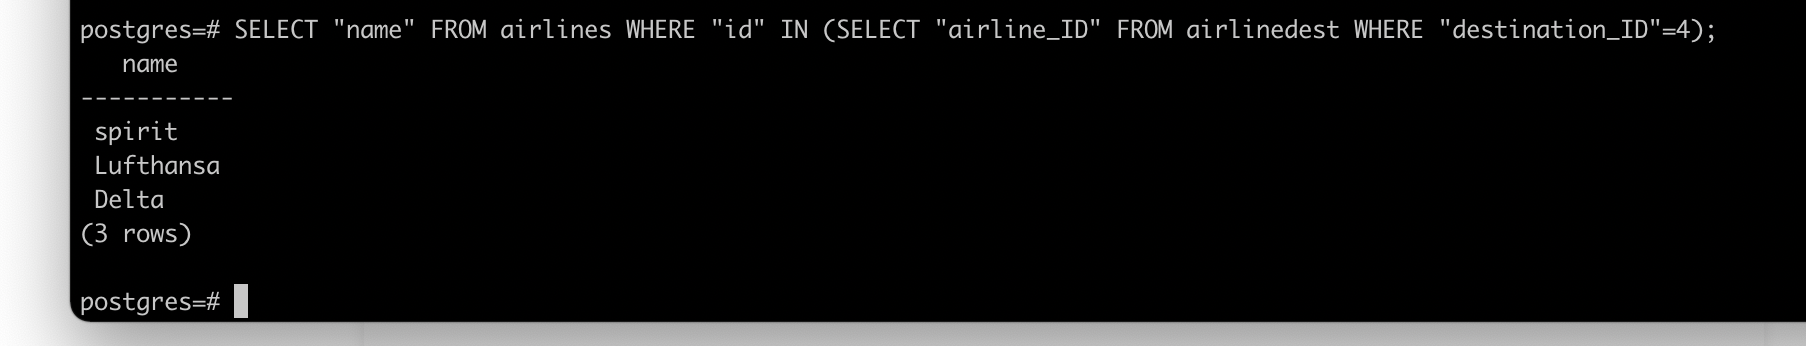 postgres=# SELECT "name" FROM airlines WHERE "id" IN (SELECT "airline_ID" FROM airlinedest WHERE "destination_ID"=4);
   name
-----------
 spirit
 Lufthansa
 Delta
(3 rows)
postgres=#